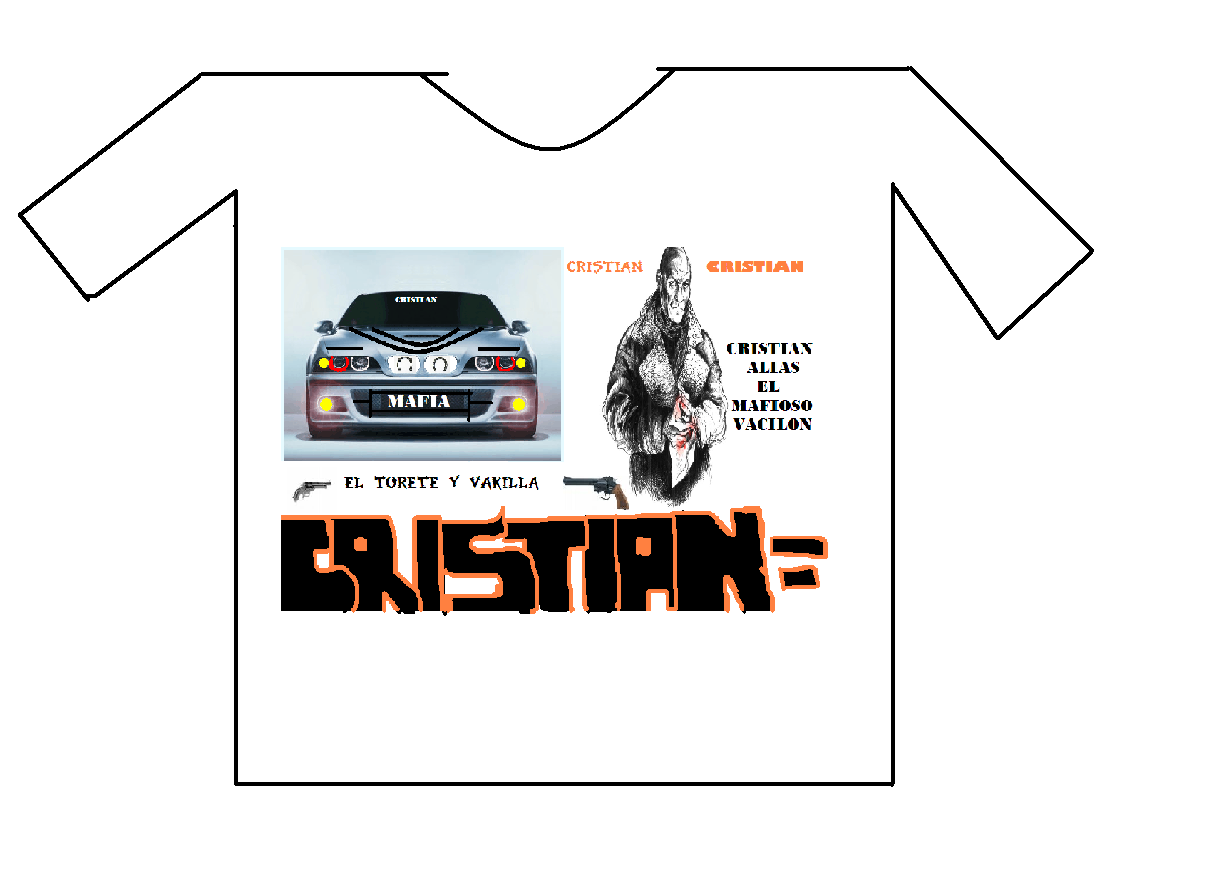 CRISTIAN CRISTIAN
CRISTIAN
MAFIA
CRISTIAN
ALIAS
EL
MAFIOSO
VACILON
EL TORETE Y VAKILLA
CRISTIAN=